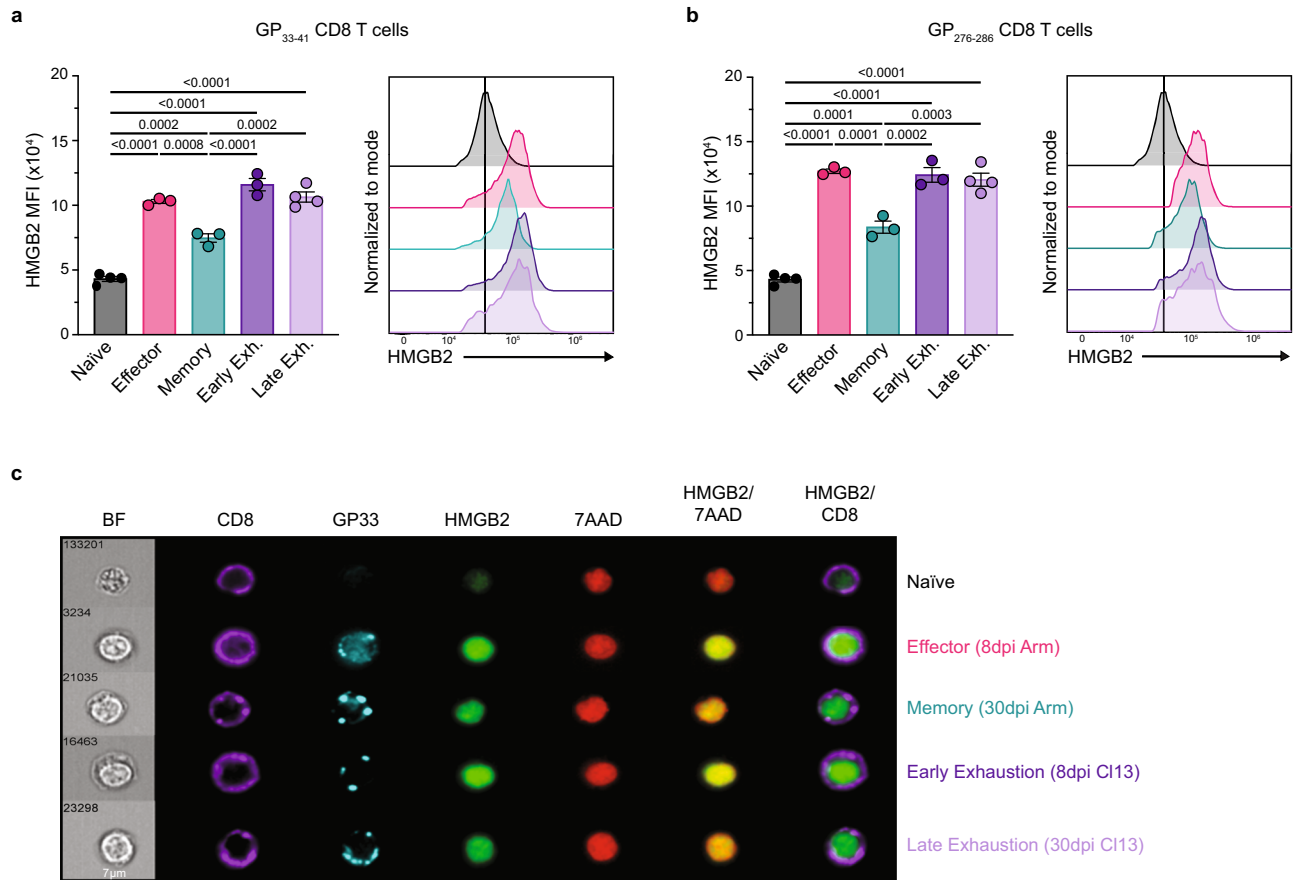 a
GP33-41 CD8 T cells
HMGB2 MFI (x10⁴)
20
15
10
5
0
<0.0001
<0.0001
0.0002 0.0002
<0.0001 0.0008 <0.0001
Naïve
Effector
Memory
Early Exh.
Late Exh.
Normalized to mode
0 10⁴ 10⁵ 10⁶
HMGB2
b
GP276-286 CD8 T cells
HMGB2 MFI (x10⁴)
20
15
10
5
0
<0.0001
<0.0001
0.0001 0.0003
<0.0001 0.0001 0.0002
Naïve
Effector
Memory
Early Exh.
Late Exh.
Normalized to mode
0 10⁴ 10⁵ 10⁶
HMGB2
c
BF CD8 GP33 HMGB2 7AAD HMGB2/ 7AAD HMGB2/ CD8
133201
Naïve
3234
Effector (8dpi Arm)
21035
Memory (30dpi Arm)
16463
Early Exhaustion (8dpi Cl13)
23298
Late Exhaustion (30dpi Cl13)
7µm